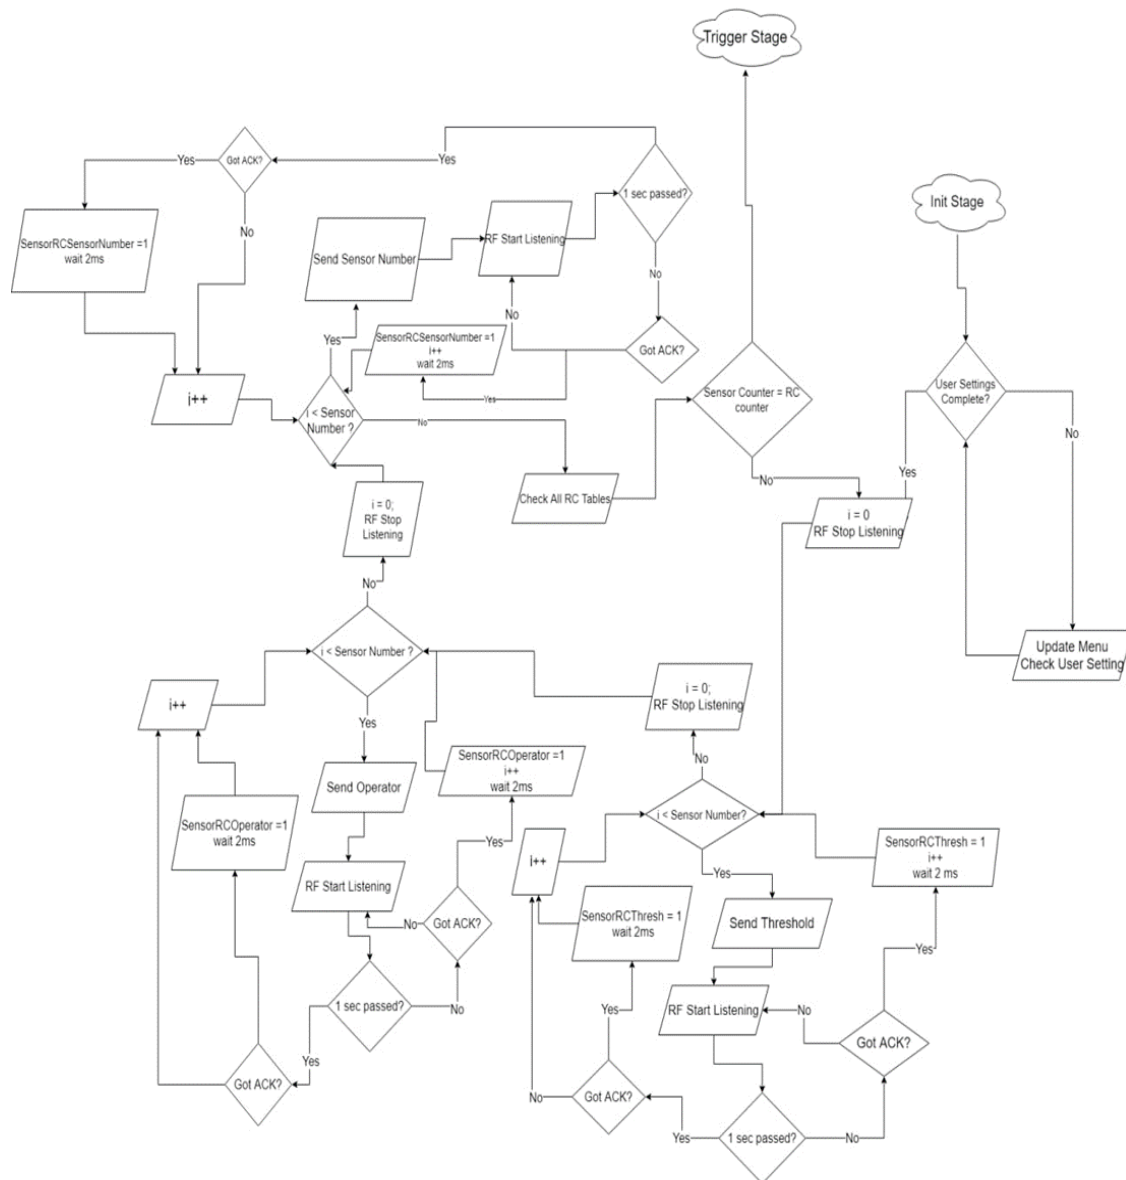 Trigger Stage
Yes
Got ACK?
Yes
1 sec passed?
Init Stage
SensorRCSensorNumber =1
wait 2ms
No
RF Start Listening
Send Sensor Number
No
No
Yes
SensorRCSensorNumber =1
i++
wait 2ms
Got ACK?
Yes
i++
i < Sensor
Number ?
No
Sensor Counter = RC
counter
User Settings
Complete?
No
Yes
No
Check All RC Tables
i = 0;
RF Stop
Listening
i = 0
RF Stop Listening
No
i < Sensor Number ?
Update Menu
Check User Setting
i++
i = 0;
RF Stop Listening
Yes
No
Send Operator
SensorRCOperator =1
i++
wait 2ms
SensorRCOperator =1
wait 2ms
i < Sensor Number?
Yes
i++
SensorRCThresh = 1
i++
wait 2 ms
RF Start Listening
Yes
No
Got ACK?
SensorRCThresh = 1
wait 2ms
Send Threshold
Yes
1 sec passed?
No
Yes
RF Start Listening
No
Got ACK?
Yes
Got ACK?
No
Got ACK?
Yes
1 sec passed?
No